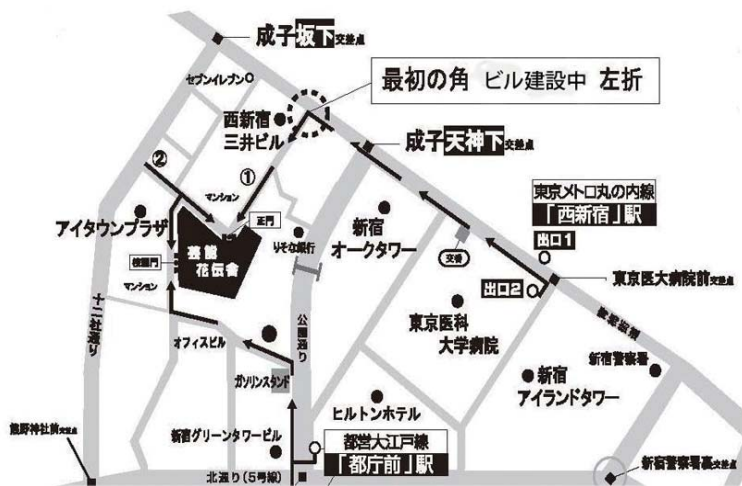 成子坂下交差点
セブンイレブン
最初の角 ビル建設中 左折
西新宿
三井ビル
成子天神下交差点
②
①
マンション
東京メトロ丸の内線
「西新宿」駅
出口1
アイタウンプラザ
正門
新宿
オークタワー
芸能
花伝舎
りそな銀行
交番
校庭門
出口2
東京医大病院前交差点
マンション
東京医科
大学病院
十二社通り
公園通り
オフィスビル
新宿警察署
新宿
アイランドタワー
ガソリンスタンド
ヒルトンホテル
熊野神社前交差点
新宿グリーンタワービル
都営大江戸線
「都庁前」駅
北通り(5号線)
新宿警察署裏交差点